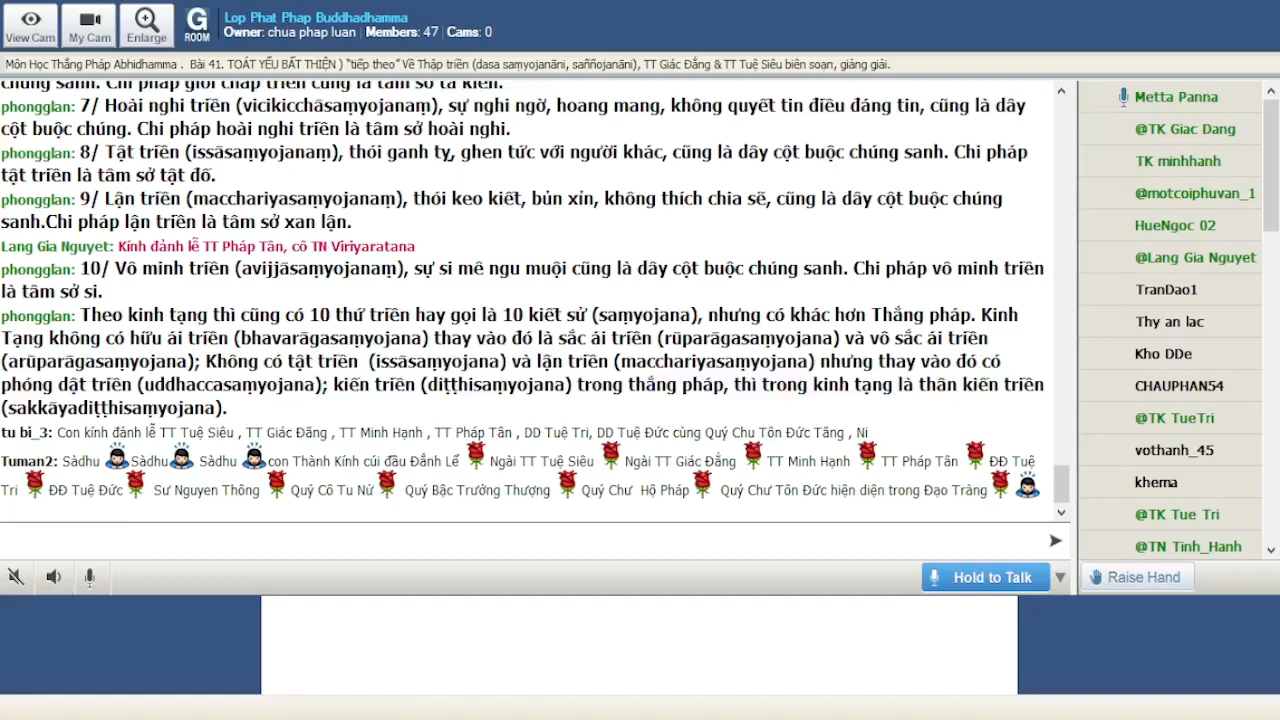 View Cam
My Cam
Enlarge
G
ROOM
Lop Phat Phap Buddhadhamma
Owner: chua phap luan | Members: 47 | Cams: 0
Môn Học Thắng Pháp Abhidhamma . Bài 41. TOÁT YẾU BẤT THIỆN ) “tiếp theo” Về Thập triền (dasa saṃyojanāni, saññojanāni), TT Giác Đẳng & TT Tuệ Siêu biên soạn, giảng giải.
chúng sanh. Chi pháp giới chấp triền cũng là tâm sở tà kiến.
phongglan: 7/ Hoài nghi triền (vicikicchāsaṃyojanaṃ), sự nghi ngờ, hoang mang, không quyết tin điều đáng tin, cũng là dây
cột buộc chúng. Chi pháp hoài nghi triền là tâm sở hoài nghi.
phongglan: 8/ Tật triền (issāsaṃyojanaṃ), thói ganh tỵ, ghen tức với người khác, cũng là dây cột buộc chúng sanh. Chi pháp
tật triền là tâm sở tật đố.
phongglan: 9/ Lận triền (macchariyasaṃyojanaṃ), thói keo kiết, bủn xỉn, không thích chia sẽ, cũng là dây cột buộc chúng
sanh.Chi pháp lận triền là tâm sở xan lận.
Lang Gia Nguyet: Kính đảnh lễ TT Pháp Tân, cô TN Viriyaratana
phongglan: 10/ Vô minh triền (avijjāsaṃyojanaṃ), sự si mê ngu muội cũng là dây cột buộc chúng sanh. Chi pháp vô minh triền
là tâm sở si.
phongglan: Theo kinh tạng thì cũng có 10 thứ triền hay gọi là 10 kiết sử (saṃyojana), nhưng có khác hơn Thắng pháp. Kinh
Tạng không có hữu ái triền (bhavarāgasaṃyojana) thay vào đó là sắc ái triền (rūparāgasaṃyojana) và vô sắc ái triền
(arūparāgasaṃyojana); Không có tật triền (issāsaṃyojana) và lận triền (macchariyasaṃyojana) nhưng thay vào đó có
phóng dật triền (uddhaccasaṃyojana); kiến triền (diṭṭhisaṃyojana) trong thắng pháp, thì trong kinh tạng là thân kiến triền
(sakkāyadiṭṭhisaṃyojana).
tu bi_3: Con kính đảnh lễ TT Tuệ Siêu , TT Giác Đăng , TT Minh Hạnh , TT Pháp Tân , DD Tuệ Tri, DD Tuệ Đức cùng Quý Chu Tôn Đức Tăng , Ni
Tuman2: Sàdhu Sàdhu Sàdhu con Thành Kính cúi đầu Đảnh Lể Ngài TT Tuệ Siêu Ngài TT Giác Đẳng TT Minh Hạnh TT Pháp Tân ĐĐ Tuệ
Tri ĐĐ Tuệ Đức Sư Nguyen Thông Quý Cô Tu Nử Quý Bậc Trưởng Thượng Quý Chư Hộ Pháp Quý Chư Tôn Đức hiện diện trong Đạo Tràng
Metta Panna
@TK Giac Dang
TK minhhanh
@motcoiphuvan_1
HueNgoc 02
@Lang Gia Nguyet
TranDao1
Thy an lac
Kho DDe
CHAUPHAN54
@TK TueTri
vothanh_45
khema
@TK Tue Tri
@TN Tinh_Hanh
Hold to Talk
Raise Hand